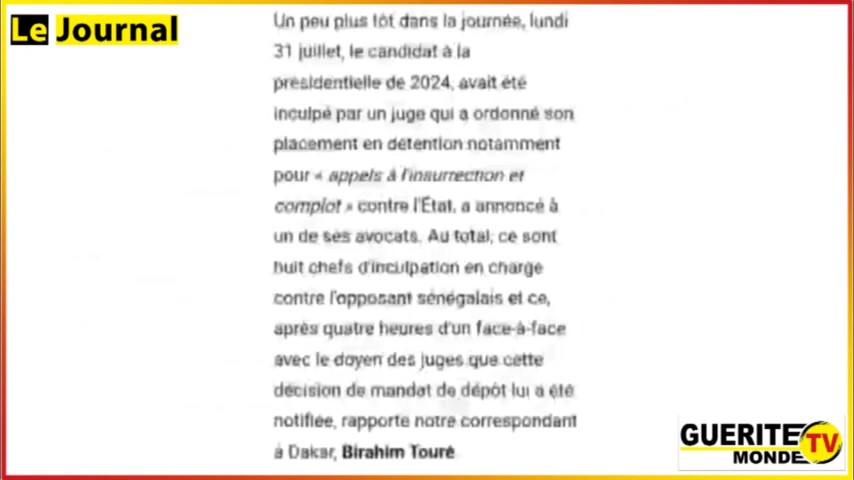 Le Journal
Un peu plus tôt dans la journée, lundi
31 juillet, le candidat à la
présidentielle de 2024, avait été
inculpé par un juge qui a ordonné son
placement en détention notamment
pour « appels à l'insurrection et
complot » contre l'État, a annoncé à
un de ses avocats. Au total, ce sont
huit chefs d'inculpation en charge
contre l'opposant sénégalais et ce,
après quatre heures d'un face-à-face
avec le doyen des juges que cette
décision de mandat de dépôt lui a été
notifiée, rapporte notre correspondant
à Dakar, Birahim Touré
GUERITE TV
MONDE